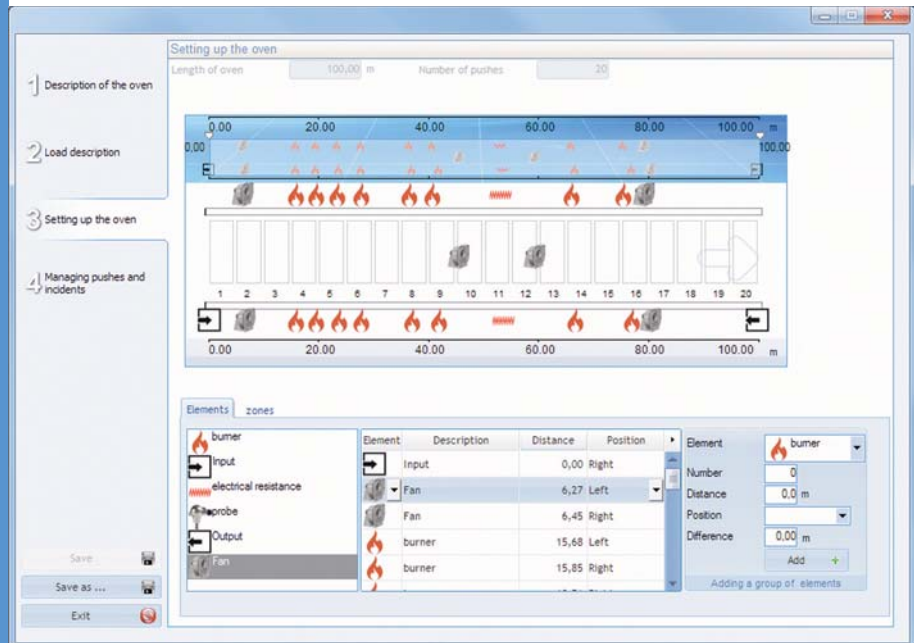 Setting up the oven
Length of oven 100,00 m Number of pushes 20
1 Description of the oven
2 Load description
3 Setting up the oven
4 Managing pushes and incidents
0.00 20.00 40.00 60.00 80.00 100.00 m
0.00 100.00
1 2 3 4 5 6 7 8 9 10 11 12 13 14 15 16 17 18 19 20
0.00 20.00 40.00 60.00 80.00 100.00 m
Elements zones
burner
Input
electrical resistance
probe
Output
Fan
Element Description Distance Position
Input 0,00 Right
Fan 6,27 Left
Fan 6,45 Right
burner 15,68 Left
burner 15,85 Right
Element burner
Number 0
Distance 0,0 m
Position
Difference 0,00 m
Add +
Adding a group of elements
Save
Save as ...
Exit